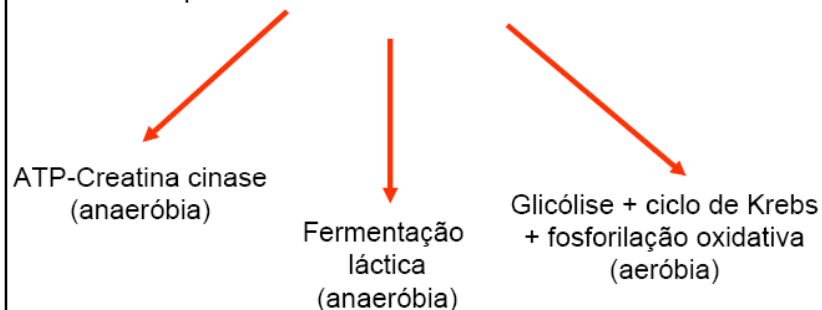 ATP-Creatina cinase
(anaeróbia)
Fermentação
láctica
(anaeróbia)
Glicólise + ciclo de Krebs
+ fosforilação oxidativa
(aeróbia)